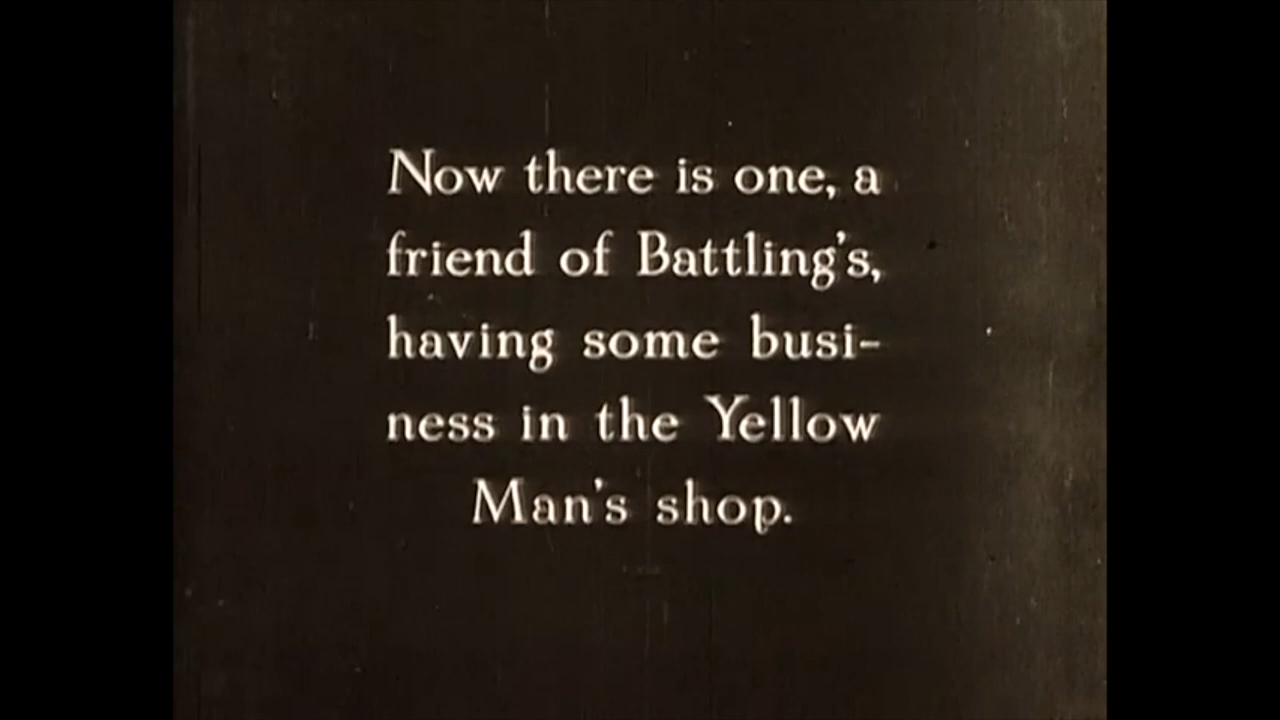 Now there is one, a
friend of Battling's,
having some busi-
ness in the Yellow
Man's shop.